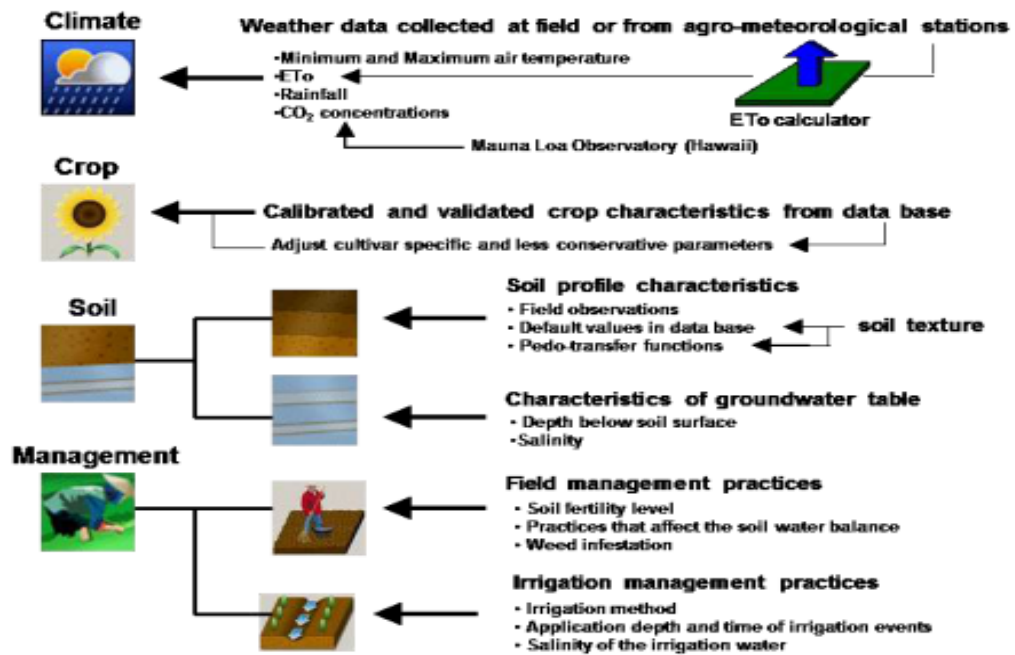 Climate
Weather data collected at field or from agro-meteorological stations
•Minimum and Maximum air temperature
•ETo
•Rainfall
•CO₂ concentrations
ETo calculator
Mauna Loa Observatory (Hawaii)
Crop
Calibrated and validated crop characteristics from data base
Adjust cultivar specific and less conservative parameters
Soil
Soil profile characteristics
• Field observations
• Default values in data base
• Pedo-transfer functions
soil texture
Characteristics of groundwater table
• Depth below soil surface
•Salinity
Management
Field management practices
• Soil fertility level
• Practices that affect the soil water balance
• Weed infestation
Irrigation management practices
• Irrigation method
• Application depth and time of irrigation events
• Salinity of the irrigation water